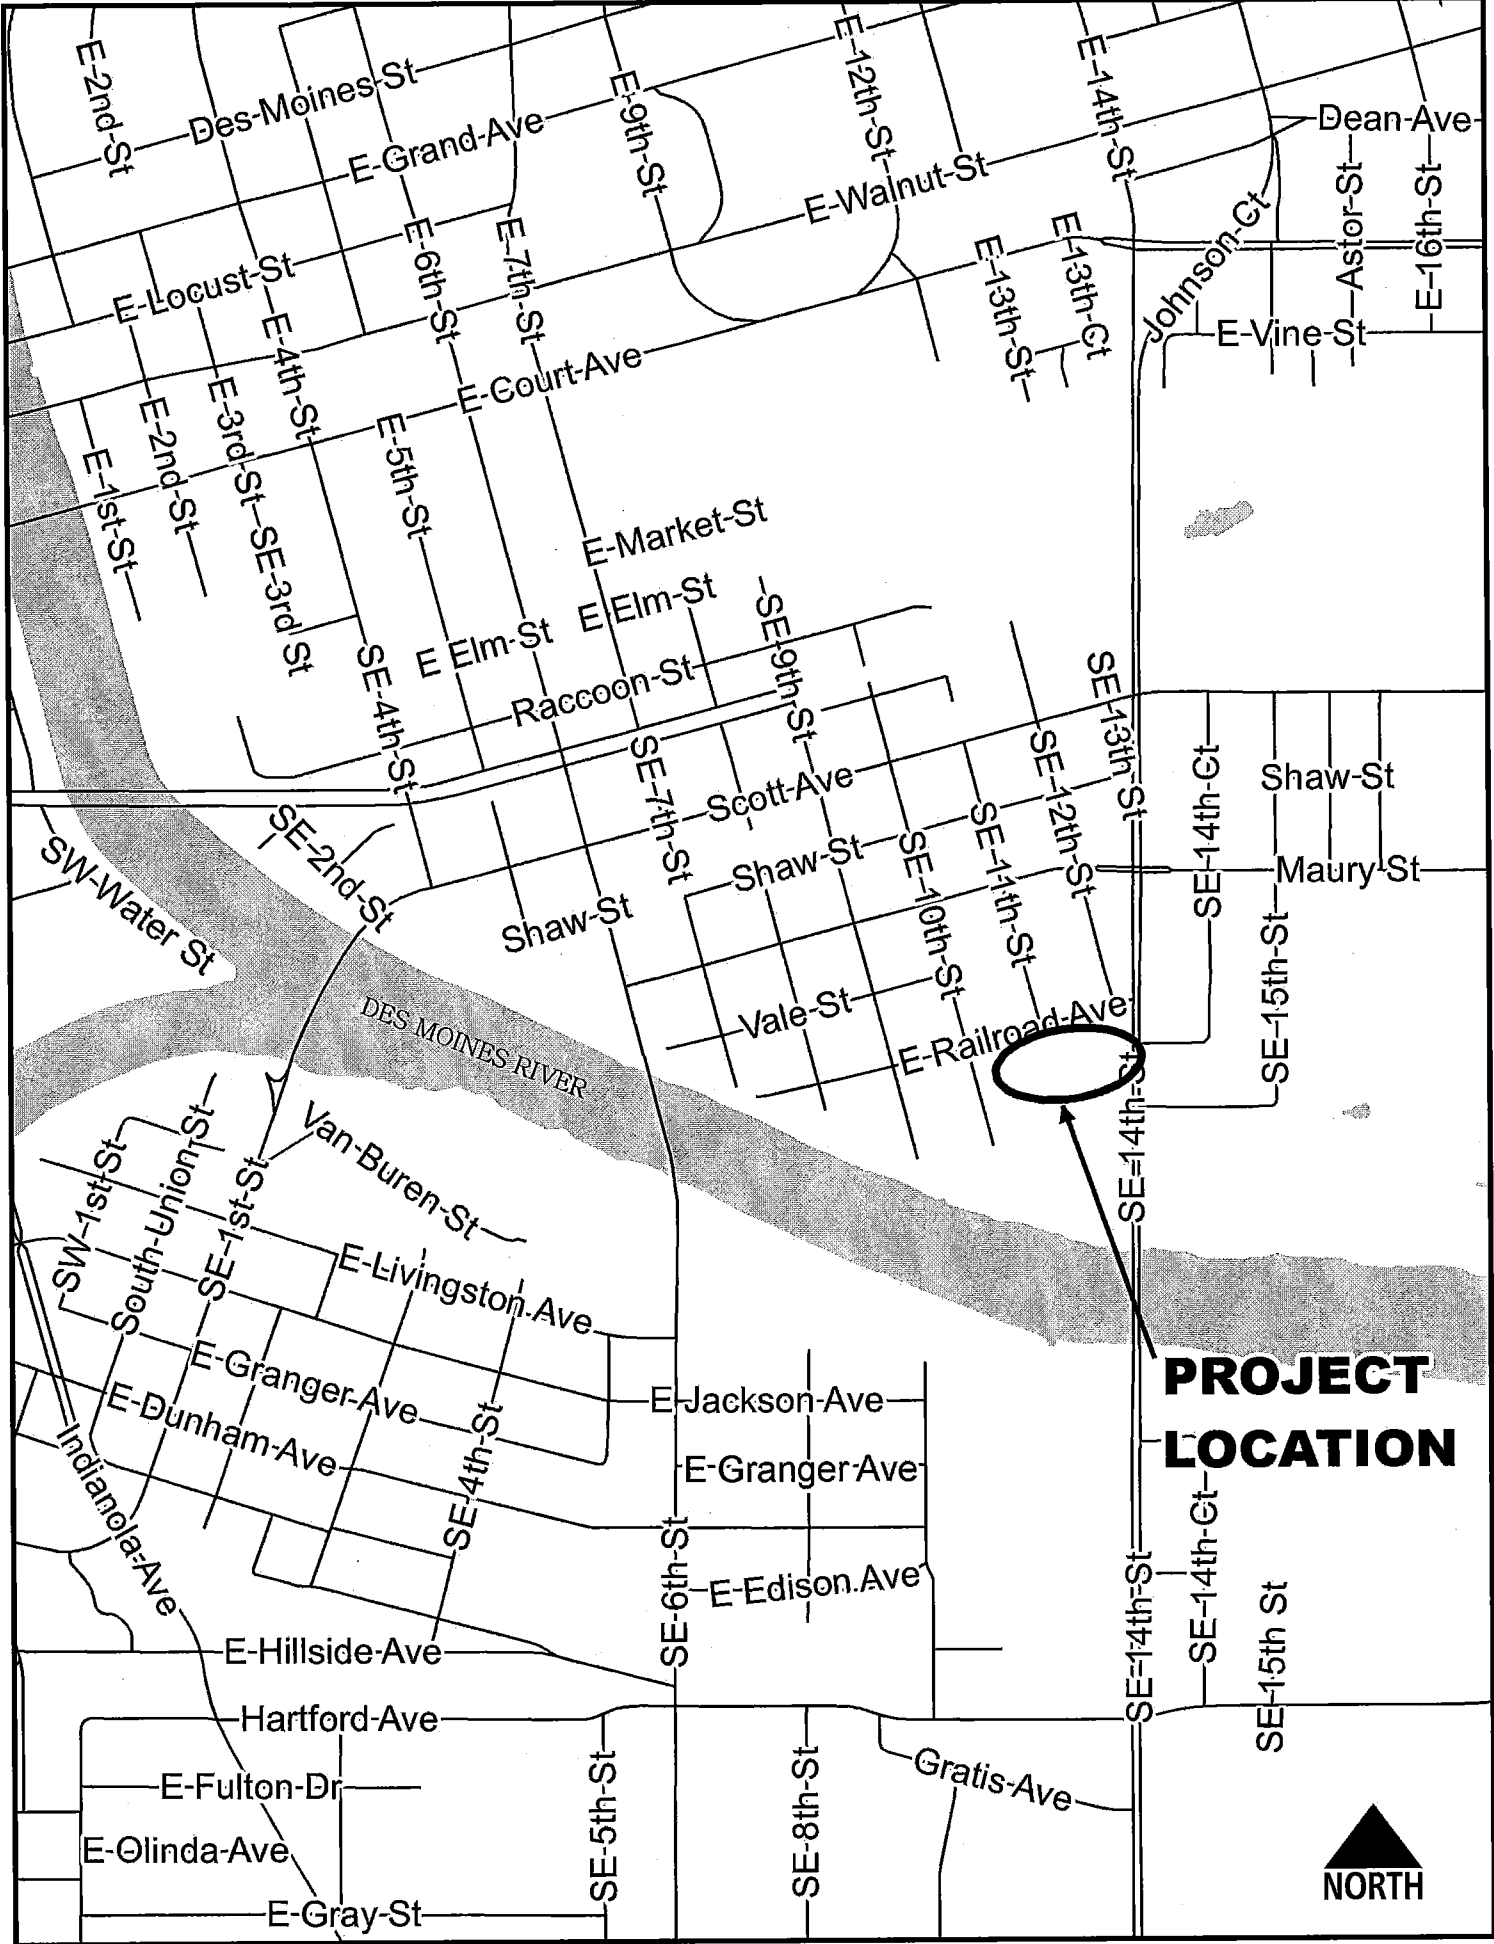 E-2nd-St
Des-Moines-St
E-Grand-Ave
E-9th-St
E-12th-St
E-14th-St
Dean-Ave
E-Walnut-St
Astor-St
E-16th-St
Johnson-Ct
E-Locust-St
E-6th-St
E-7th-St
E-13th-St
E-13th-Ct
E-Vine-St
E-4th-St
E-Court-Ave
E-3rd-St
E-2nd-St
E-1st-St
E-5th-St
E-Market-St
SE-3rd St
E Elm-St
E Elm-St
SE-9th-St
Raccoon-St
SE-4th-St
SE-13th-St
SE-7th-St
SE-12th-St
SE-14th-Ct
Shaw-St
Scott-Ave
SE-2nd-St
Shaw-St
SE-10th-St
SE-11th-St
Maury-St
SW-Water St
Shaw-St
SE-15th-St
DES MOINES RIVER
Vale-St
E-Railroad-Ave
SE-14th-St
Van-Buren-St
SW-1st-St
South-Union-St
SE-1st-St
E-Livingston-Ave
PROJECT
LOCATION
E-Granger-Ave
E-Jackson-Ave
E-Dunham-Ave
Indianola-Ave
SE-4th-St
E-Granger-Ave
SE-6th-St
E-Edison-Ave
SE-14th-St
SE-14th-Ct
SE-15th St
E-Hillside-Ave
Hartford-Ave
E-Fulton-Dr
SE-5th-St
SE-8th-St
Gratis-Ave
E-Olinda-Ave
E-Gray-St
NORTH